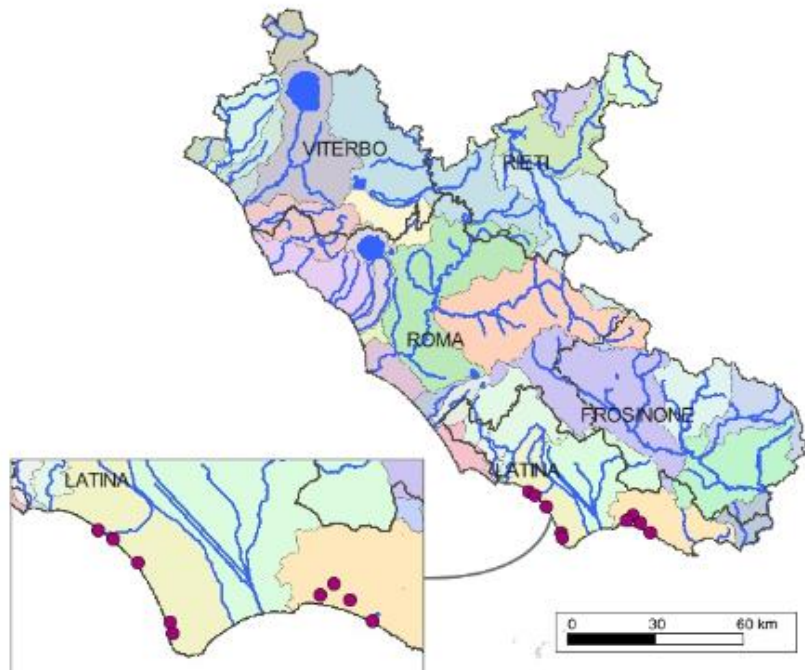 VITERBO
RIETI
ROMA
FROSINONE
LATINA
LATINA
0 30 60 km